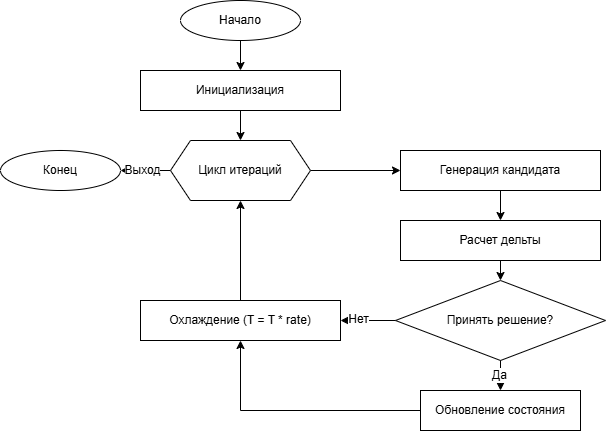 Начало
Инициализация
Конец
Выход
Цикл итераций
Генерация кандидата
Расчет дельты
Охлаждение (T = T * rate)
Нет
Принять решение?
Да
Обновление состояния